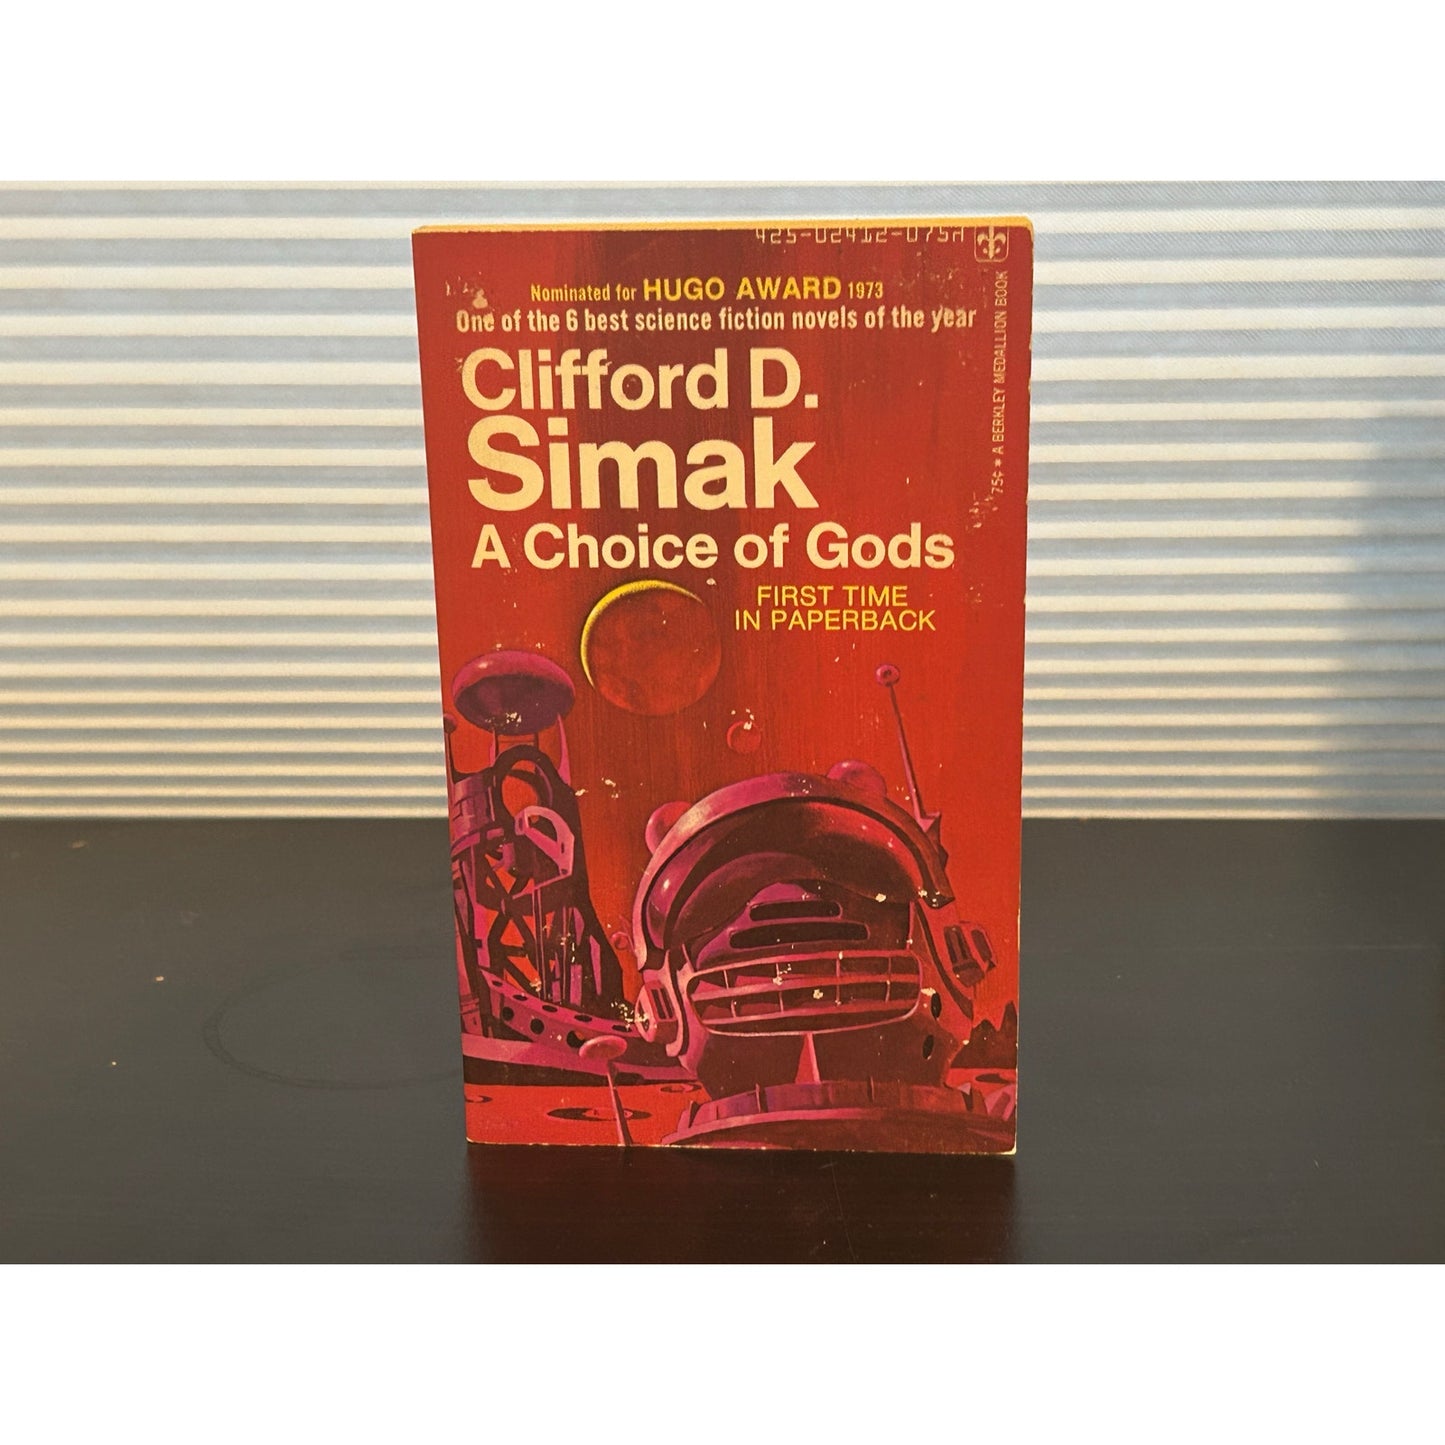 425-02412-075A
Nominated for HUGO AWARD 1973
One of the 6 best science fiction novels of the year
Clifford D.
Simak
A Choice of Gods
FIRST TIME
IN PAPERBACK
75¢ * A BERKLEY MEDALLION BOOK